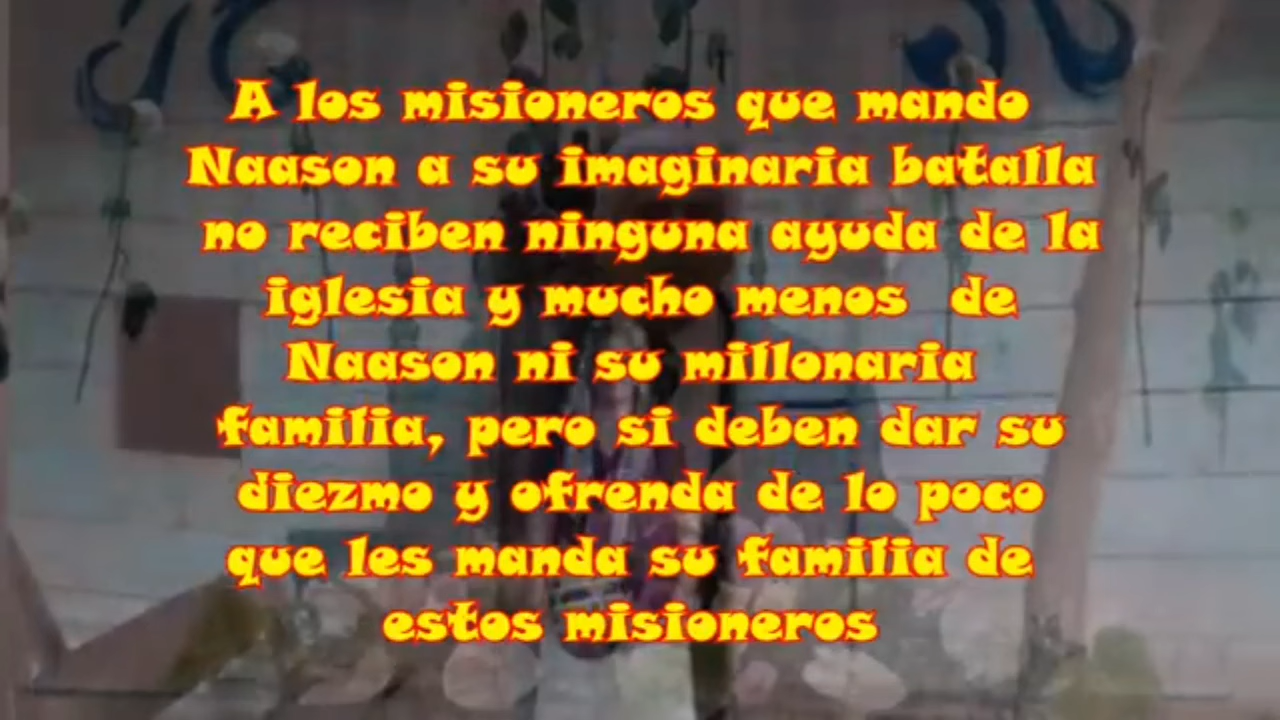 A los misioneros que mando
Naason a su imaginaria batalla
no reciben ninguna ayuda de la
iglesia y mucho menos de
Naason ni su millonaria
familia, pero si deben dar su
diezmo y ofrenda de lo poco
que les manda su familia de
estos misioneros